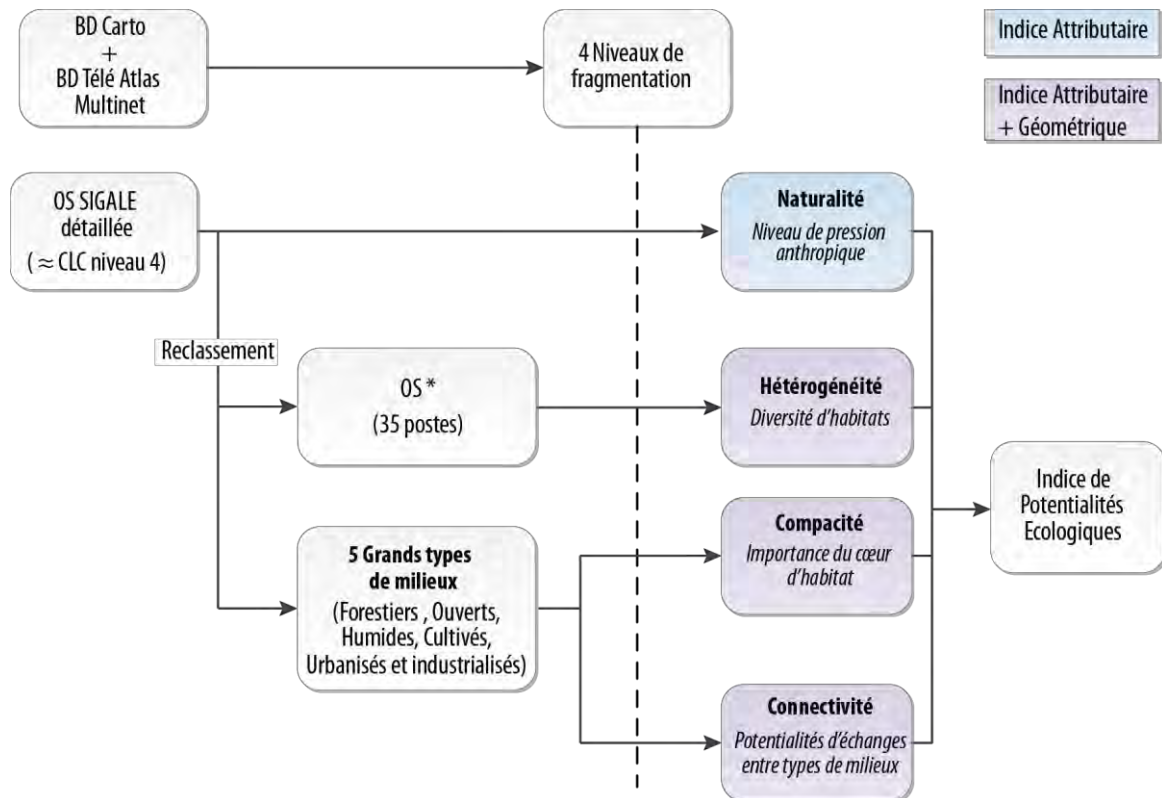 BD Carto
+
BD Télé Atlas
Multinet
4 Niveaux de
fragmentation
Indice Attributaire
Indice Attributaire
+ Géométrique
OS SIGALE
détaillée
( ≈ CLC niveau 4)
Naturalité
Niveau de pression
anthropique
Reclassement
OS *
(35 postes)
Hétérogénéité
Diversité d’habitats
Indice de
Potentialités
Ecologiques
5 Grands types
de milieux
(Forestiers , Ouverts,
Humides, Cultivés,
Urbanisés et industrialisés)
Compacité
Importance du cœur
d’habitat
Connectivité
Potentialités d’échanges
entre types de milieux